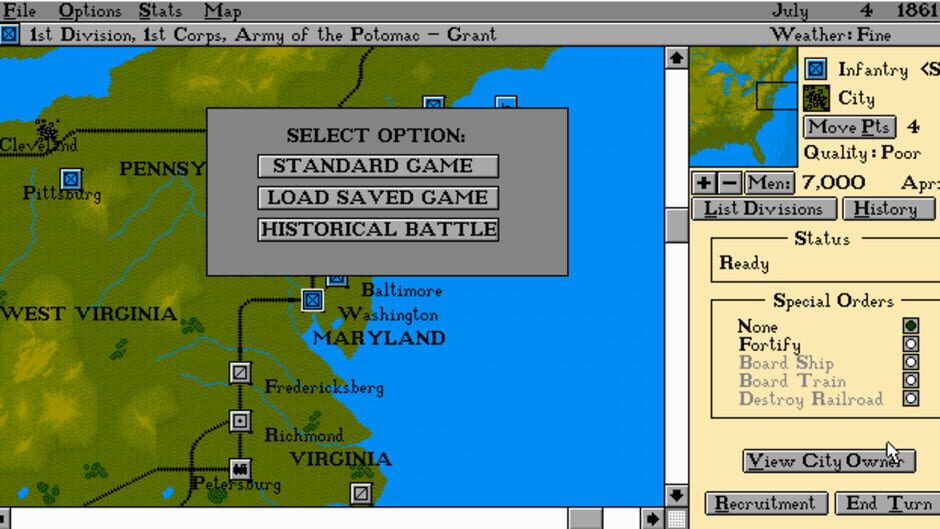 File Options Stats Map July 4 1861
1st Division, 1st Corps, Army of the Potomac - Grant Weather: Fine
SELECT OPTION:
STANDARD GAME
LOAD SAVED GAME
HISTORICAL BATTLE
Cleveland
PENNSY
Pittsburg
Baltimore
Washington
WEST VIRGINIA
MARYLAND
Fredericksberg
Richmond
VIRGINIA
Petersburg
Infantry <S
City
Move Pts 4
Quality: Poor
+ - Men: 7,000 Apri
List Divisions History
Status
Ready
Special Orders
None
Fortify
Board Ship
Board Train
Destroy Railroad
View City Owner
Recruitment End Turn